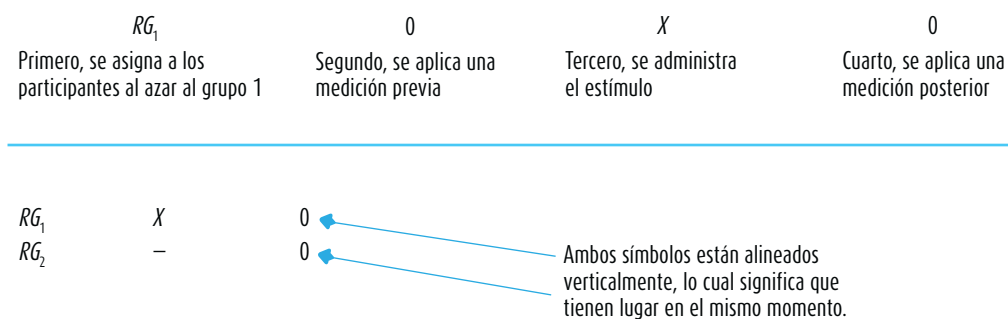 RG₁ 0 X 0
Primero, se asigna a los
participantes al azar al grupo 1
Segundo, se aplica una
medición previa
Tercero, se administra
el estímulo
Cuarto, se aplica una
medición posterior
RG₁ X 0
RG₂ – 0
Ambos símbolos están alineados
verticalmente, lo cual significa que
tienen lugar en el mismo momento.